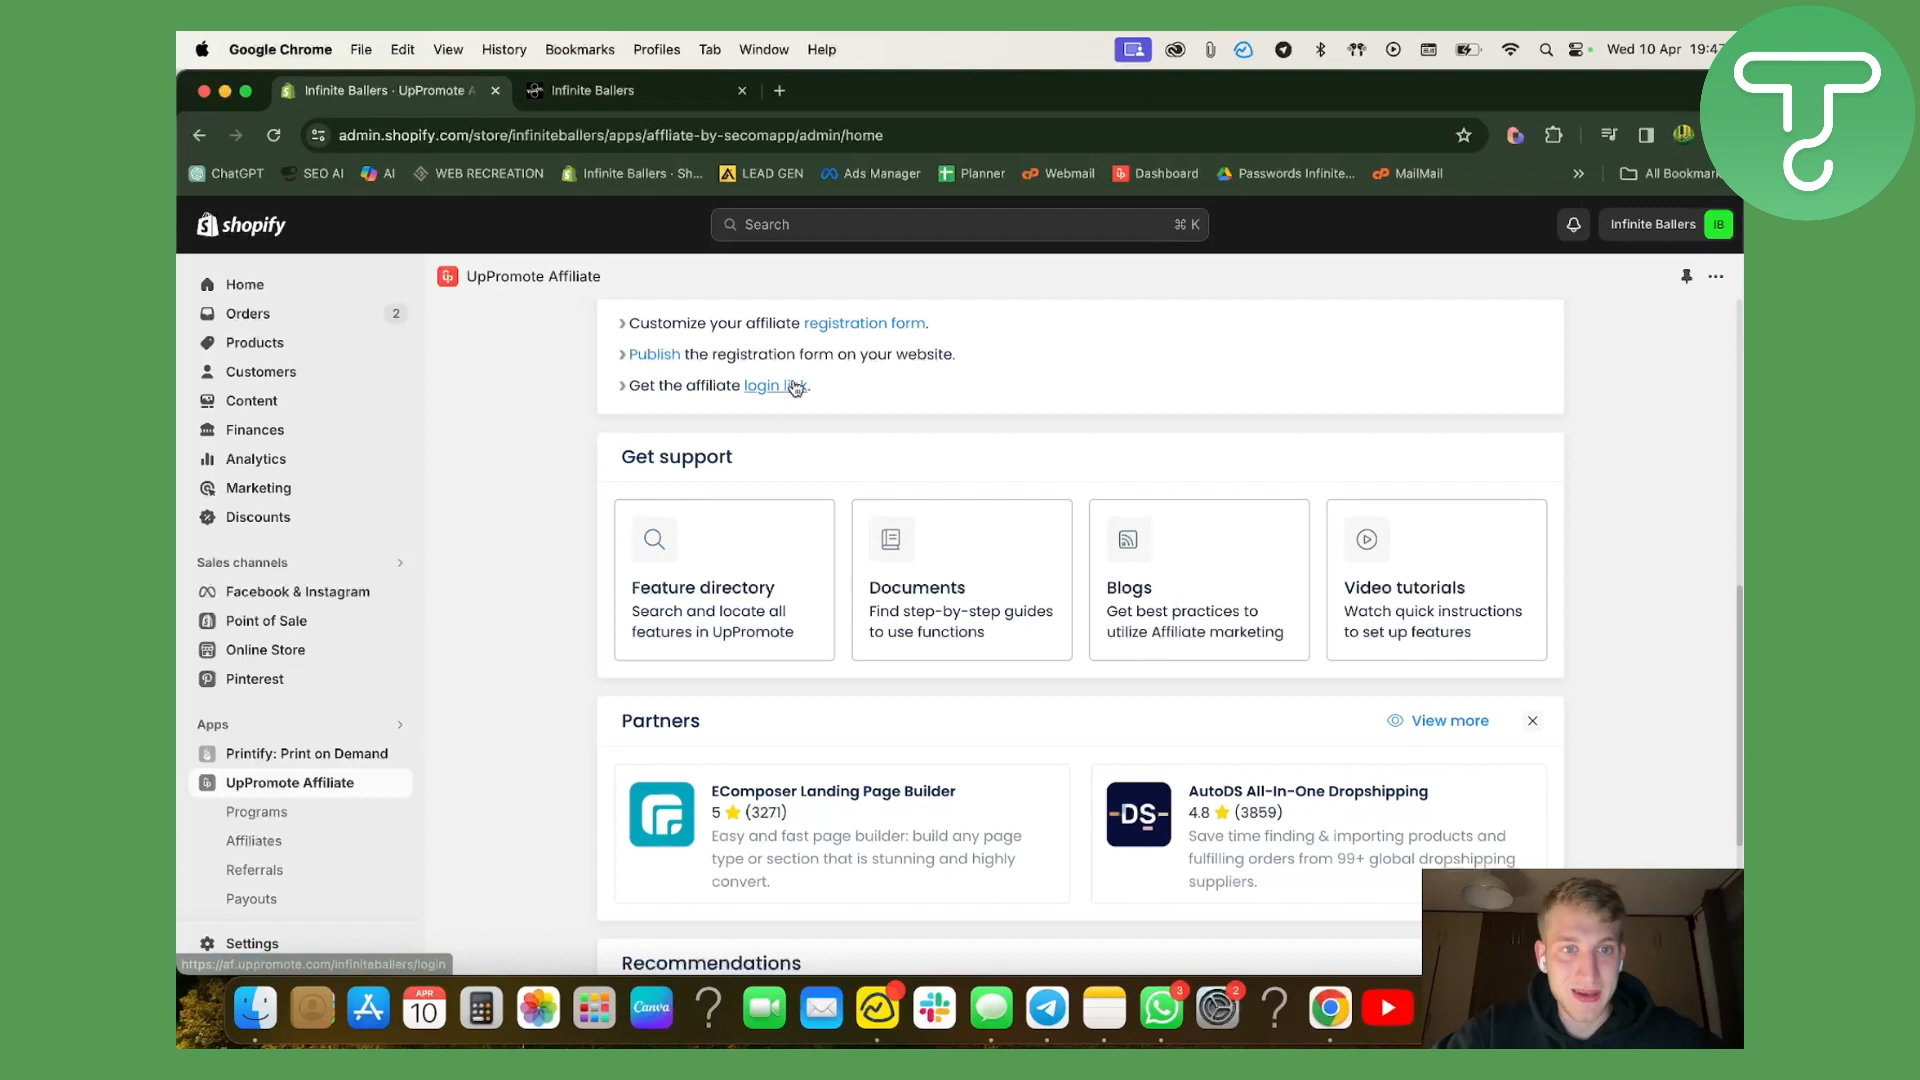 Google Chrome File Edit View History Bookmarks Profiles Tab Window Help Wed 10 Apr 19:47
Infinite Ballers · UpPromote A Infinite Ballers
admin.shopify.com/store/infiniteballers/apps/affliate-by-secomapp/admin/home
ChatGPT SEO AI AI WEB RECREATION Infinite Ballers · Sh... LEAD GEN Ads Manager Planner Webmail Dashboard Passwords Infinite... MailMail All Bookmark
shopify Search ⌘ K Infinite Ballers IB
UpPromote Affiliate
Home
Orders 2
Products
Customers
Content
Finances
Analytics
Marketing
Discounts
Sales channels
Facebook & Instagram
Point of Sale
Online Store
Pinterest
Apps
Printify: Print on Demand
UpPromote Affiliate
Programs
Affiliates
Referrals
Payouts
Settings
https://af.uppromote.com/infiniteballers/login
Customize your affiliate registration form.
Publish the registration form on your website.
Get the affiliate login link.
Get support
Feature directory
Search and locate all
features in UpPromote
Documents
Find step-by-step guides
to use functions
Blogs
Get best practices to
utilize Affiliate marketing
Video tutorials
Watch quick instructions
to set up features
Partners View more
EComposer Landing Page Builder
5 (3271)
Easy and fast page builder: build any page
type or section that is stunning and highly
convert.
DS
AutoDS All-In-One Dropshipping
4.8 (3859)
Save time finding & importing products and
fulfilling orders from 99+ global dropshipping
suppliers.
Recommendations
APR
10
Canva
? 3 2 ?